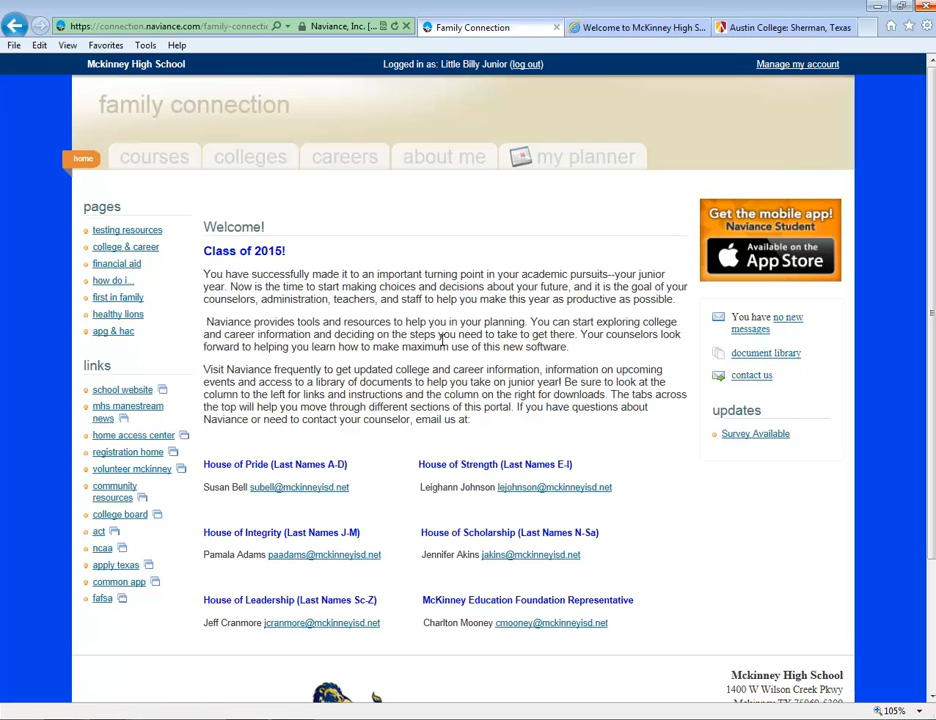 https://connection.naviance.com/family-connecti
Naviance, Inc. [...
Family Connection
Welcome to McKinney High S...
Austin College: Sherman, Texas
File Edit View Favorites Tools Help
McKinney High School
Logged in as: Little Billy Junior (log out)
Manage my account
family connection
home
courses
colleges
careers
about me
my planner
pages
testing resources
college & career
financial aid
how do i...
first in family
healthy lions
apg & hac
links
school website
mhs manestream
news
home access center
registration home
volunteer mckinney
community
resources
college board
act
ncaa
apply texas
common app
fafsa
Welcome!
Class of 2015!
You have successfully made it to an important turning point in your academic pursuits--your junior
year. Now is the time to start making choices and decisions about your future, and it is the goal of your
counselors, administration, teachers, and staff to help you make this year as productive as possible.
Naviance provides tools and resources to help you in your planning. You can start exploring college
and career information and deciding on the steps you need to take to get there. Your counselors look
forward to helping you learn how to make maximum use of this new software.
Visit Naviance frequently to get updated college and career information, information on upcoming
events and access to a library of documents to help you take on junior year! Be sure to look at the
column to the left for links and instructions and the column on the right for downloads. The tabs across
the top will help you move through different sections of this portal. If you have questions about
Naviance or need to contact your counselor, email us at:
House of Pride (Last Names A-D)
Susan Bell subell@mckinneyisd.net
House of Strength (Last Names E-I)
Leighann Johnson lejohnson@mckinneyisd.net
House of Integrity (Last Names J-M)
Pamala Adams paadams@mckinneyisd.net
House of Scholarship (Last Names N-Sa)
Jennifer Akins jakins@mckinneyisd.net
House of Leadership (Last Names Sc-Z)
Jeff Cranmore jcranmore@mckinneyisd.net
McKinney Education Foundation Representative
Charlton Mooney cmooney@mckinneyisd.net
Get the mobile app!
Naviance Student
Available on the
App Store
You have no new
messages
document library
contact us
updates
Survey Available
Mckinney High School
1400 W Wilson Creek Pkwy
105%